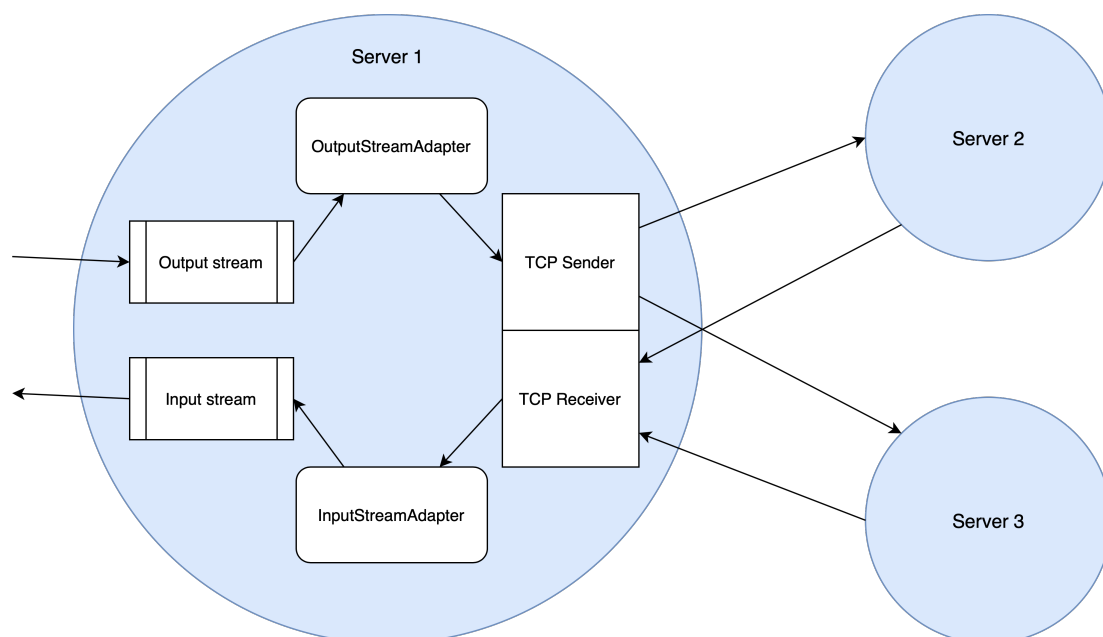 Server 1
OutputStreamAdapter
Server 2
Output stream
TCP Sender
Input stream
TCP Receiver
InputStreamAdapter
Server 3